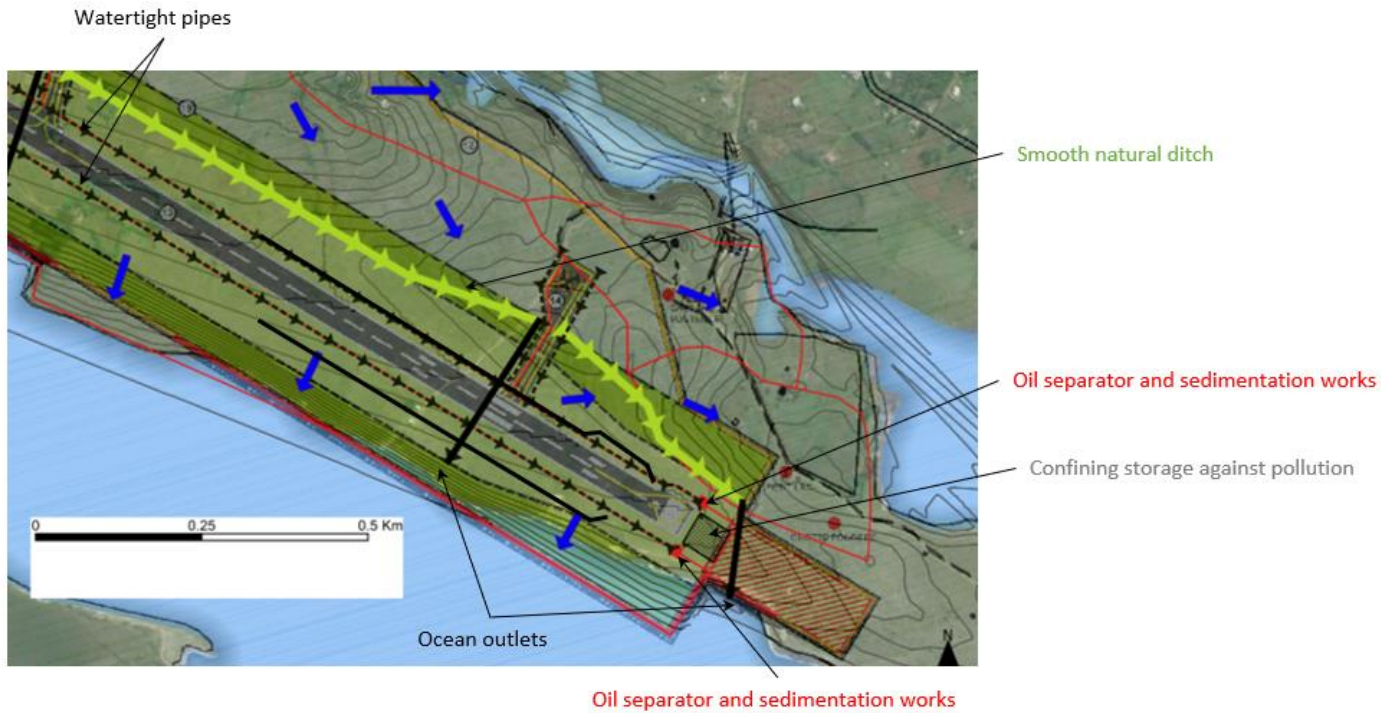 Watertight pipes
Smooth natural ditch
Oil separator and sedimentation works
Confining storage against pollution
0 0.25 0.5 Km
Ocean outlets
N
Oil separator and sedimentation works